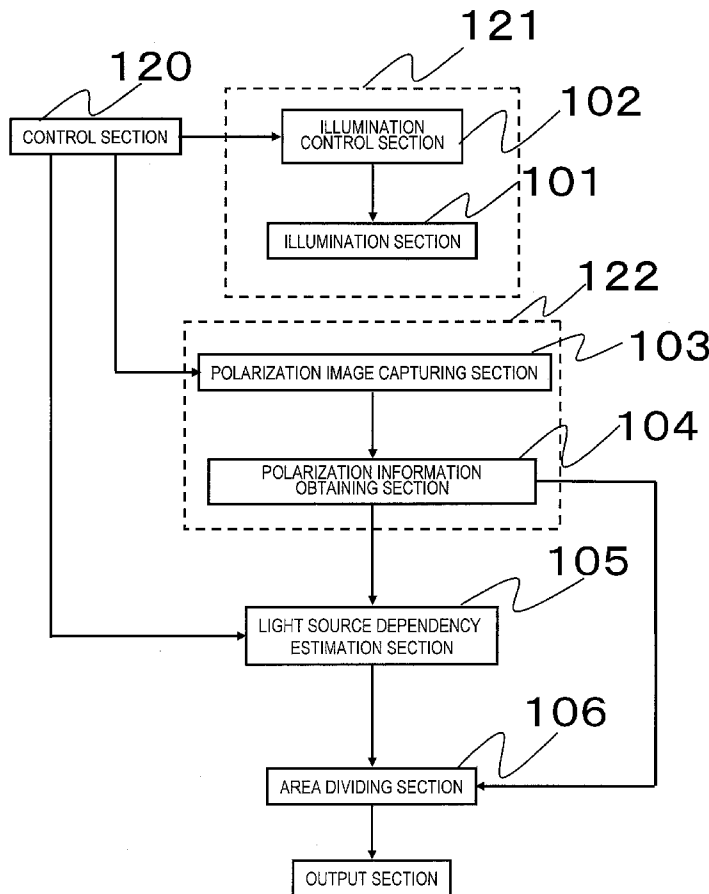 121
120
102
ILLUMINATION
CONTROL SECTION
CONTROL SECTION
101
ILLUMINATION SECTION
122
103
POLARIZATION IMAGE CAPTURING SECTION
104
POLARIZATION INFORMATION
OBTAINING SECTION
105
LIGHT SOURCE DEPENDENCY
ESTIMATION SECTION
106
AREA DIVIDING SECTION
OUTPUT SECTION